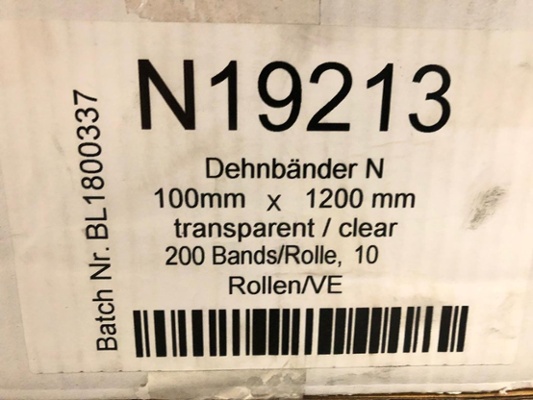 N19213
Dehnbänder N
100mm x 1200 mm
transparent / clear
200 Bands/Rolle, 10
Rollen/VE
Batch Nr. BL1800337